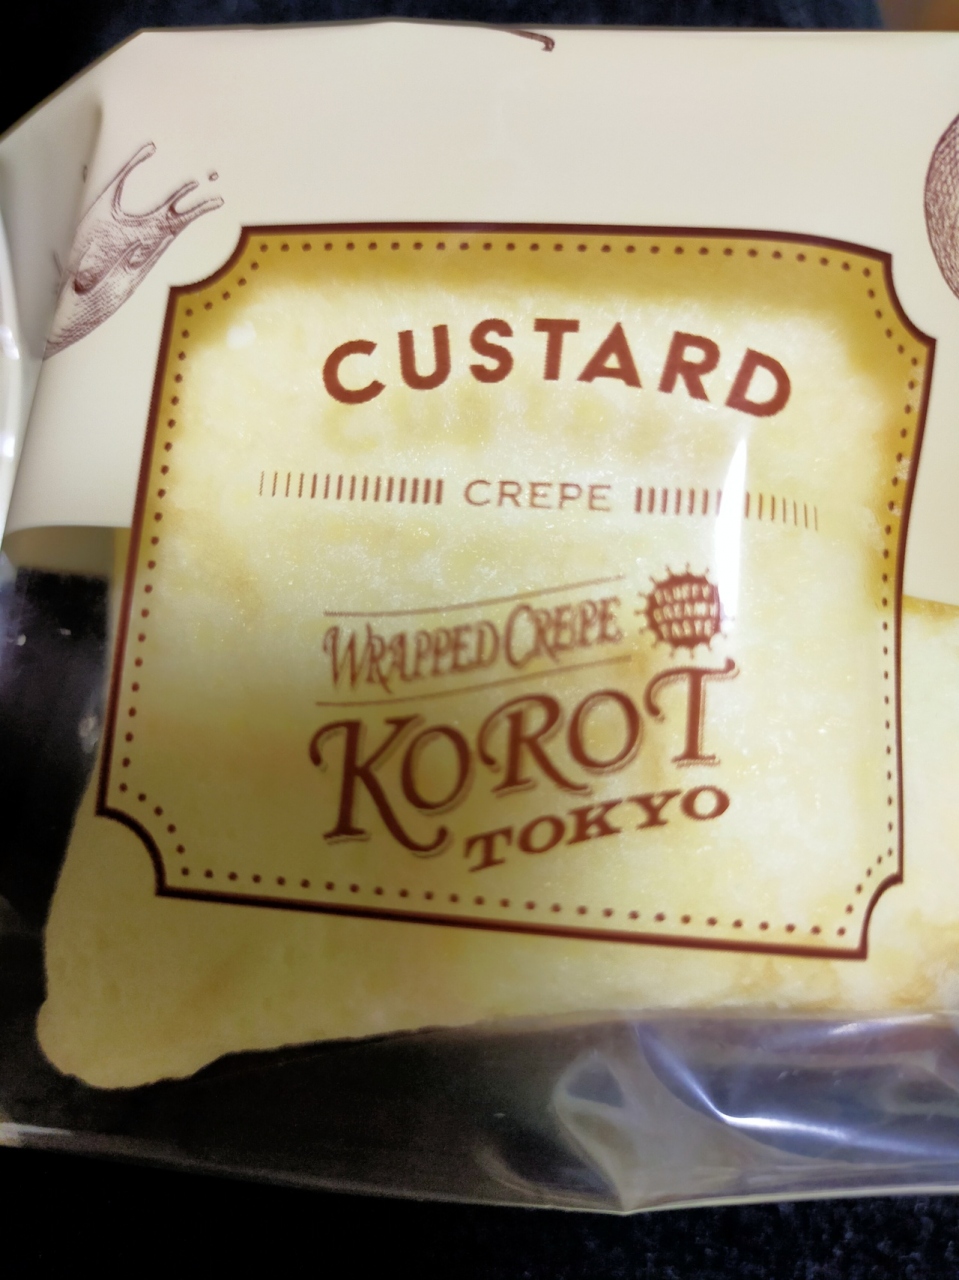 CUSTARD
CREPE
WRAPPED CREPE
FLUFFY
CREAMY
TASTE
KOROT
TOKYO